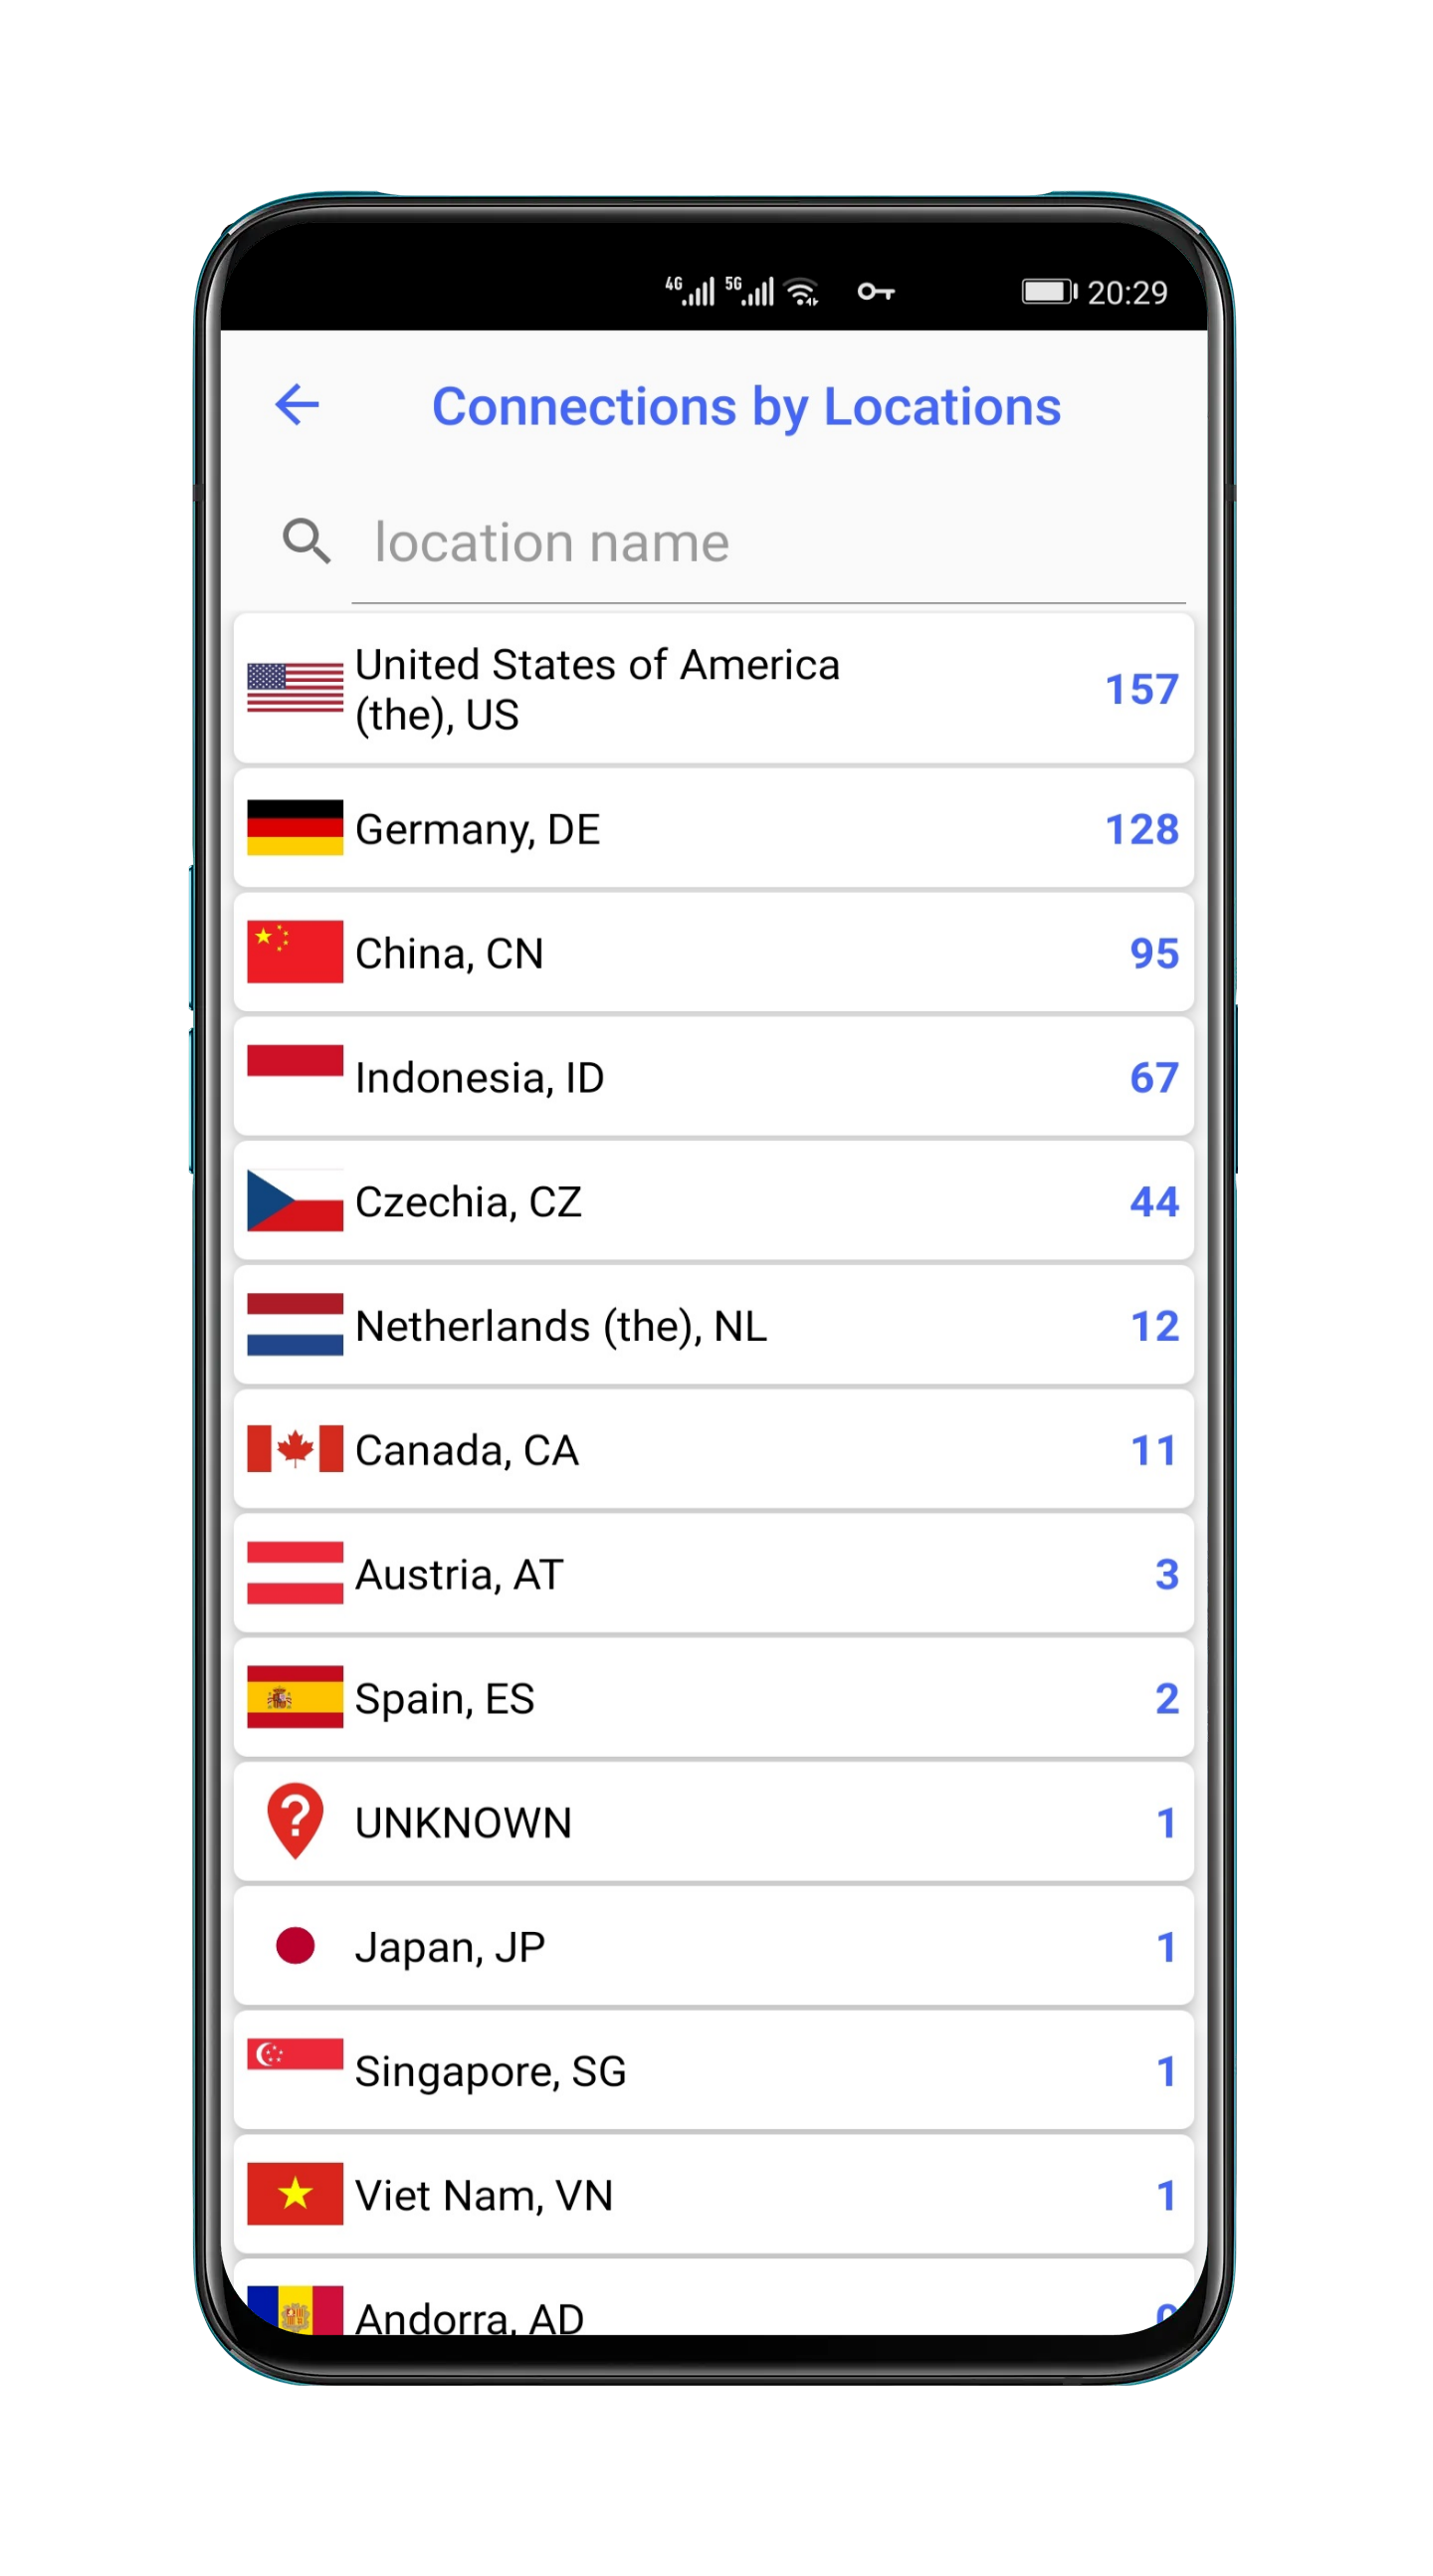 4G 5G 20:29
Connections by Locations
location name
United States of America
(the), US
157
Germany, DE 128
China, CN 95
Indonesia, ID 67
Czechia, CZ 44
Netherlands (the), NL 12
Canada, CA 11
Austria, AT 3
Spain, ES 2
? UNKNOWN 1
Japan, JP 1
Singapore, SG 1
Viet Nam, VN 1
Andorra, AD 0